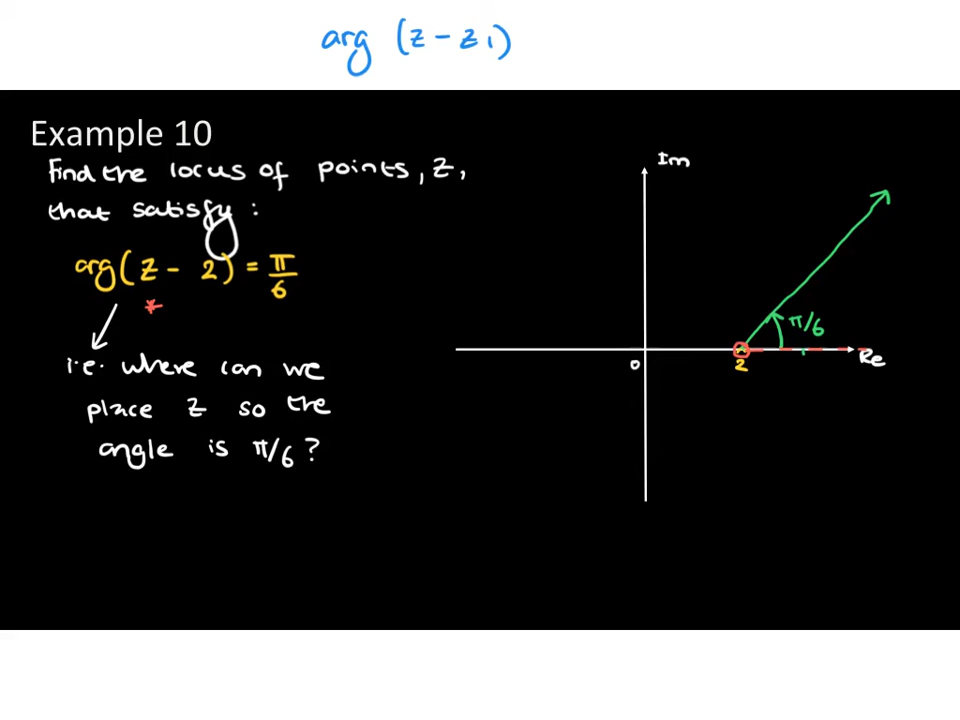 arg (z - z1)
Example 10
Find the locus of points, z,
that satisfy :
arg( z - 2) = π/6
*
i.e. where can we
place z so the
angle is π/6 ?
Im
π/6
0
2
Re